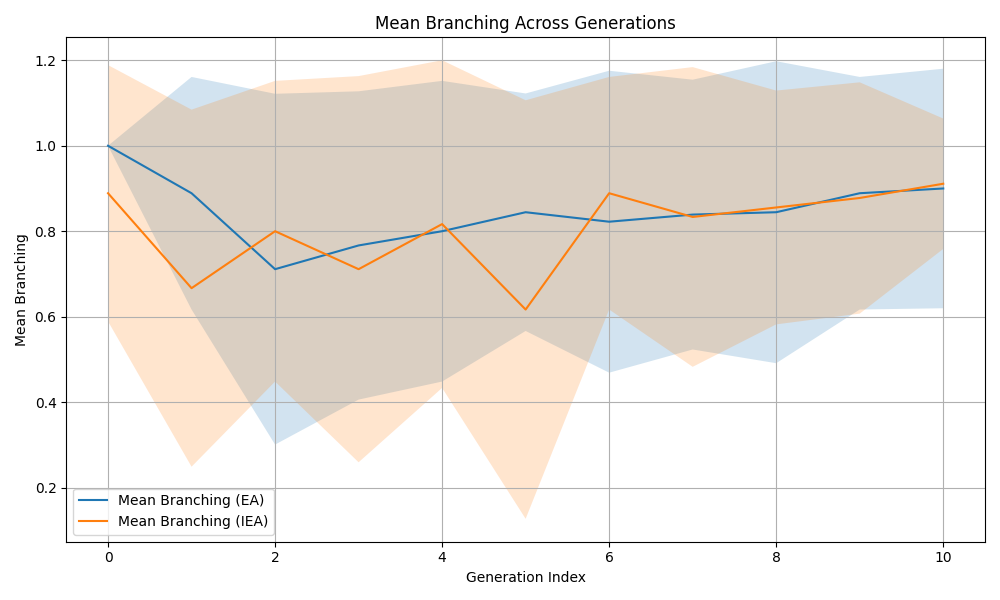 Mean Branching Across Generations
1.2
1.0
0.8
0.6
0.4
0.2
Mean Branching
Mean Branching (EA)
Mean Branching (IEA)
0 2 4 6 8 10
Generation Index